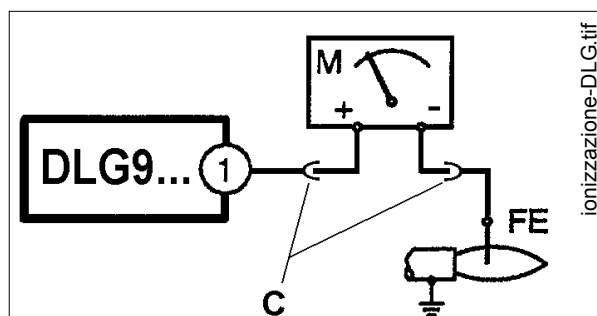 M
+ -
DLG9... 1
FE
C
ionizzazione-DLG.tif